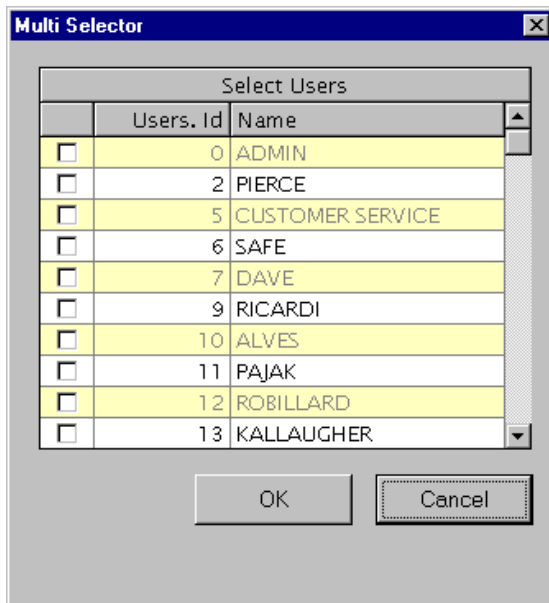 Multi Selector
Select Users
Users. Id Name
0 ADMIN
2 PIERCE
5 CUSTOMER SERVICE
6 SAFE
7 DAVE
9 RICARDI
10 ALVES
11 PAJAK
12 ROBILLARD
13 KALLAUGHER
OK Cancel